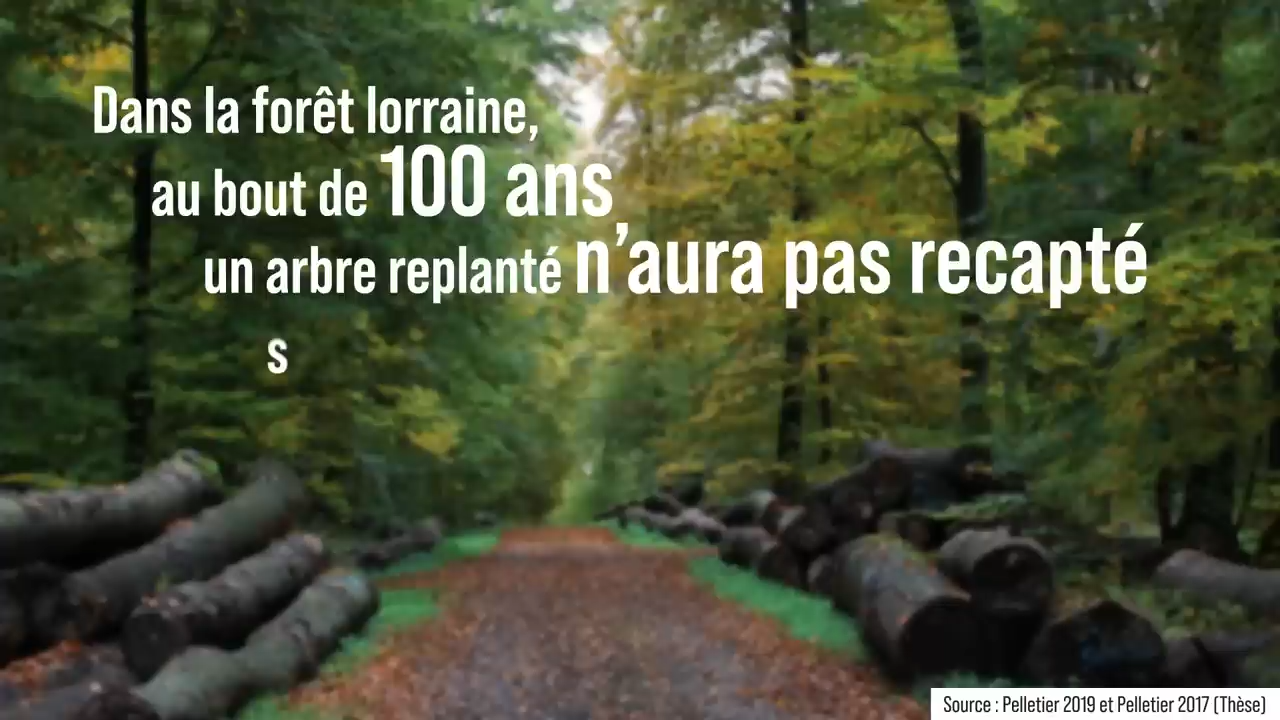 Dans la forêt lorraine,
au bout de 100 ans
un arbre replanté n'aura pas recapté
s
Source : Pelletier 2019 et Pelletier 2017 (Thèse)